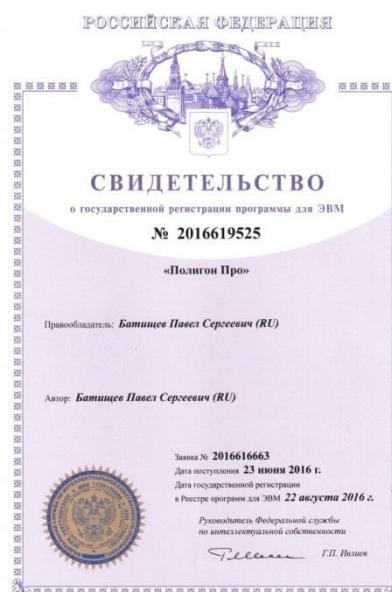 РОССИЙСКАЯ ФЕДЕРАЦИЯ
СВИДЕТЕЛЬСТВО
о государственной регистрации программы для ЭВМ
№ 2016619525
«Полигон Про»
Правообладатель: Батищев Павел Сергеевич (RU)
Автор: Батищев Павел Сергеевич (RU)
Заявка № 2016616663
Дата поступления 23 июня 2016 г.
Дата государственной регистрации
в Реестре программ для ЭВМ 22 августа 2016 г.
Руководитель Федеральной службы
по интеллектуальной собственности
Г.П. Ивлиев